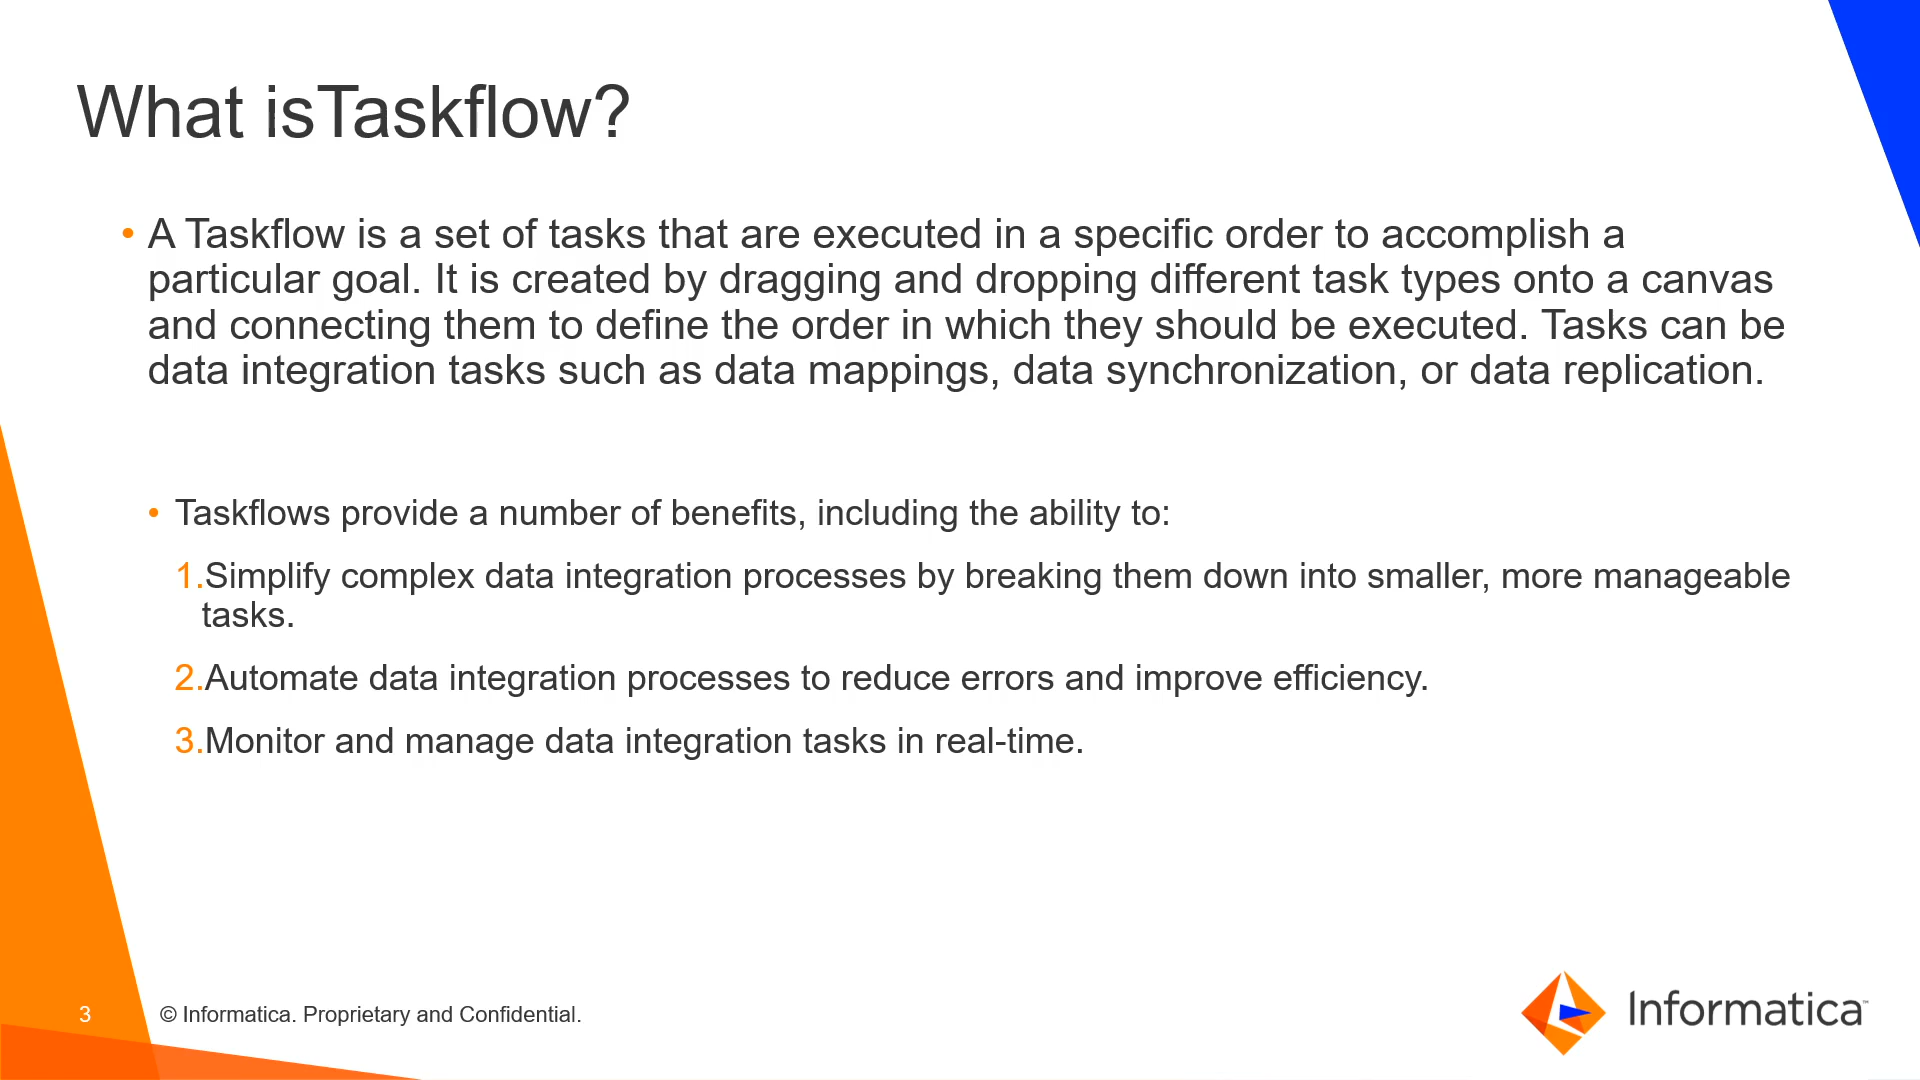 What isTaskflow?
• A Taskflow is a set of tasks that are executed in a specific order to accomplish a
particular goal. It is created by dragging and dropping different task types onto a canvas
and connecting them to define the order in which they should be executed. Tasks can be
data integration tasks such as data mappings, data synchronization, or data replication.
• Taskflows provide a number of benefits, including the ability to:
1.Simplify complex data integration processes by breaking them down into smaller, more manageable
tasks.
2.Automate data integration processes to reduce errors and improve efficiency.
3.Monitor and manage data integration tasks in real-time.
3
© Informatica. Proprietary and Confidential.
Informatica™